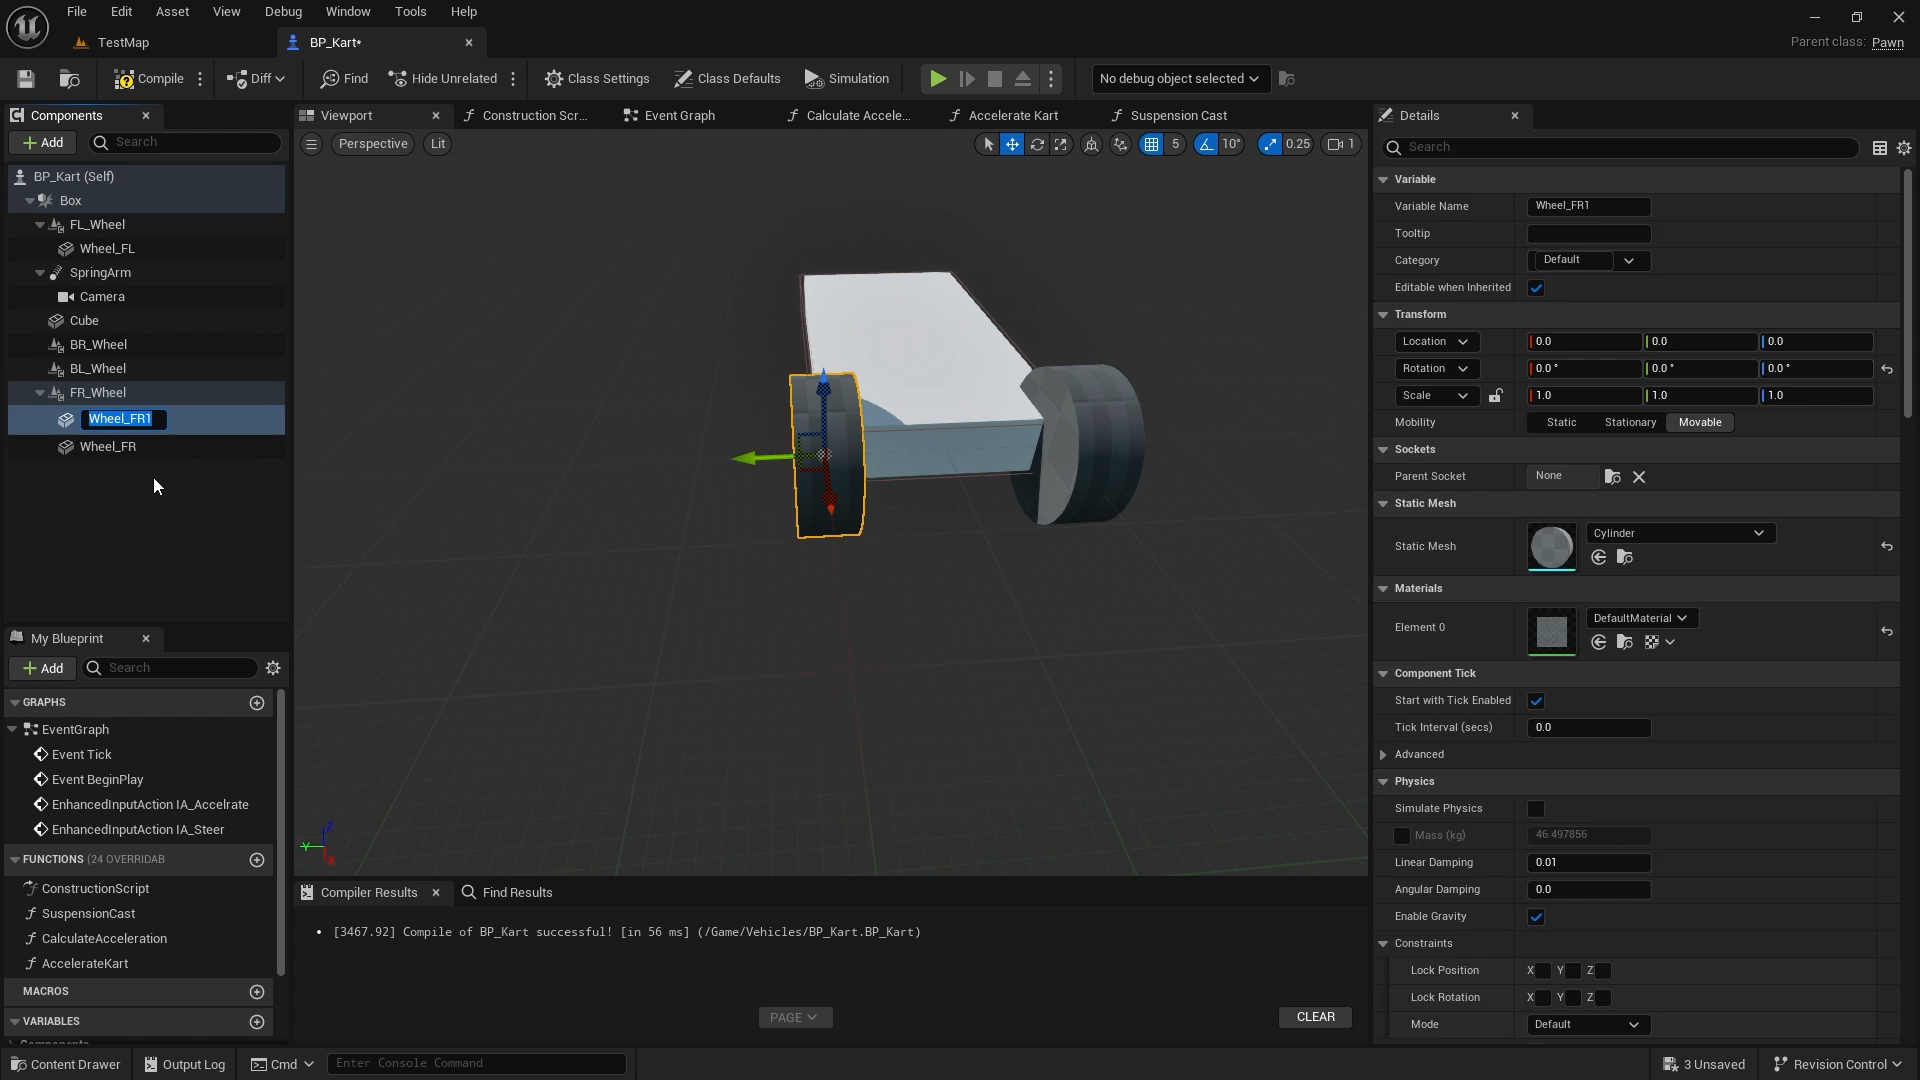 File Edit Asset View Debug Window Tools Help
TestMap
BP_Kart*
Parent class: Pawn
Compile
Diff
Find
Hide Unrelated
Class Settings
Class Defaults
Simulation
No debug object selected
Components
Add
Search
BP_Kart (Self)
Box
FL_Wheel
Wheel_FL
SpringArm
Camera
Cube
BR_Wheel
BL_Wheel
FR_Wheel
Wheel_FR1
Wheel_FR
My Blueprint
Add
Search
GRAPHS
EventGraph
Event Tick
Event BeginPlay
EnhancedInputAction IA_Accelrate
EnhancedInputAction IA_Steer
FUNCTIONS (24 OVERRIDAB
ConstructionScript
SuspensionCast
CalculateAcceleration
AccelerateKart
MACROS
VARIABLES
Components
Viewport
Construction Scr...
Event Graph
Calculate Accele...
Accelerate Kart
Suspension Cast
Perspective
Lit
5
10°
0.25
1
Z
Y
X
Compiler Results
Find Results
• [3467.92] Compile of BP_Kart successful! [in 56 ms] (/Game/Vehicles/BP_Kart.BP_Kart)
PAGE
CLEAR
Details
Search
Variable
Variable Name Wheel_FR1
Tooltip
Category Default
Editable when Inherited
Transform
Location 0.0 0.0 0.0
Rotation 0.0 ° 0.0 ° 0.0 °
Scale 1.0 1.0 1.0
Mobility Static Stationary Movable
Sockets
Parent Socket None
Static Mesh
Static Mesh Cylinder
Materials
Element 0 DefaultMaterial
Component Tick
Start with Tick Enabled
Tick Interval (secs) 0.0
Advanced
Physics
Simulate Physics
Mass (kg) 46.497856
Linear Damping 0.01
Angular Damping 0.0
Enable Gravity
Constraints
Lock Position X Y Z
Lock Rotation X Y Z
Mode Default
Content Drawer
Output Log
Cmd
Enter Console Command
3 Unsaved
Revision Control